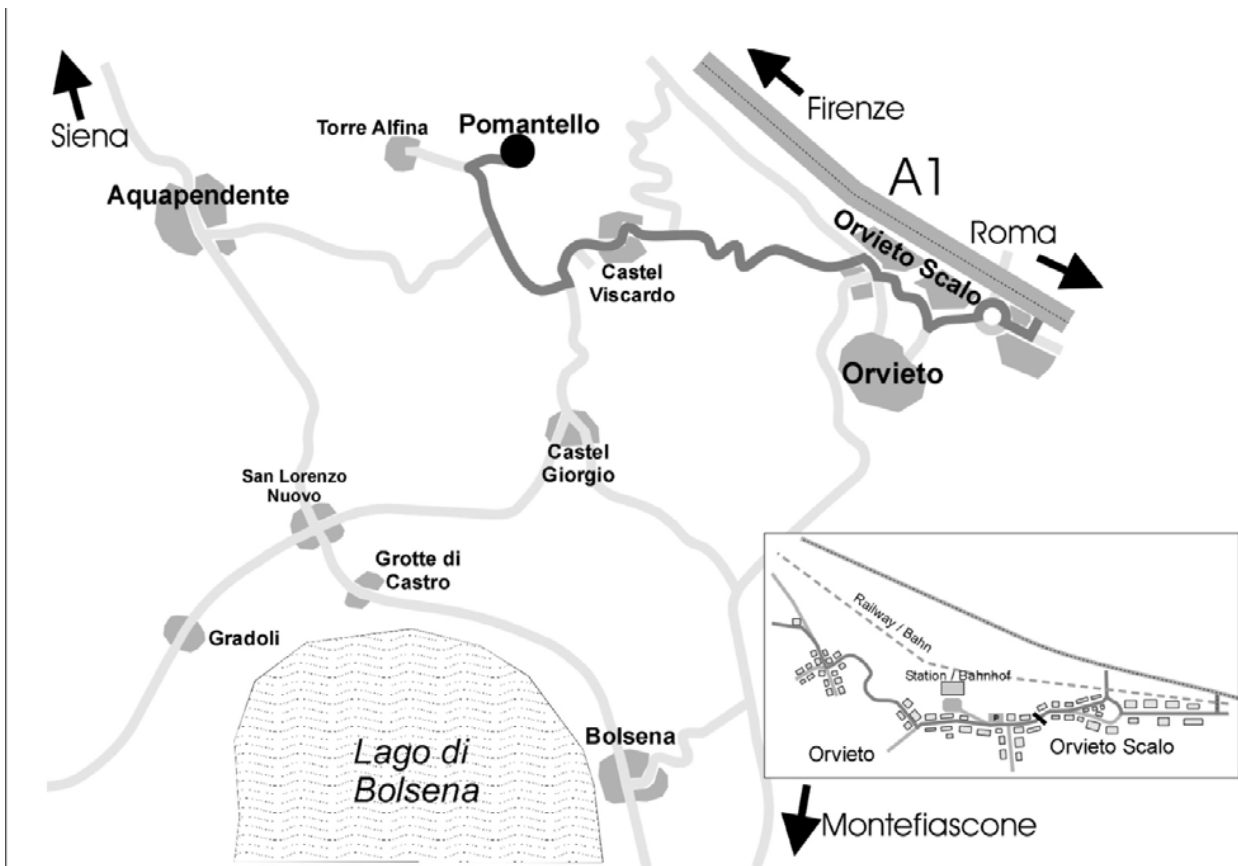 Siena
Firenze
Torre Alfina
Pomantello
A1
Aquapendente
Orvieto Scalo
Roma
Castel
Viscardo
Orvieto
Castel
Giorgio
San Lorenzo
Nuovo
Grotte di
Castro
Gradoli
Railway / Bahn
Station / Bahnhof
P
Orvieto
Orvieto Scalo
Bolsena
Lago di
Bolsena
Montefiascone